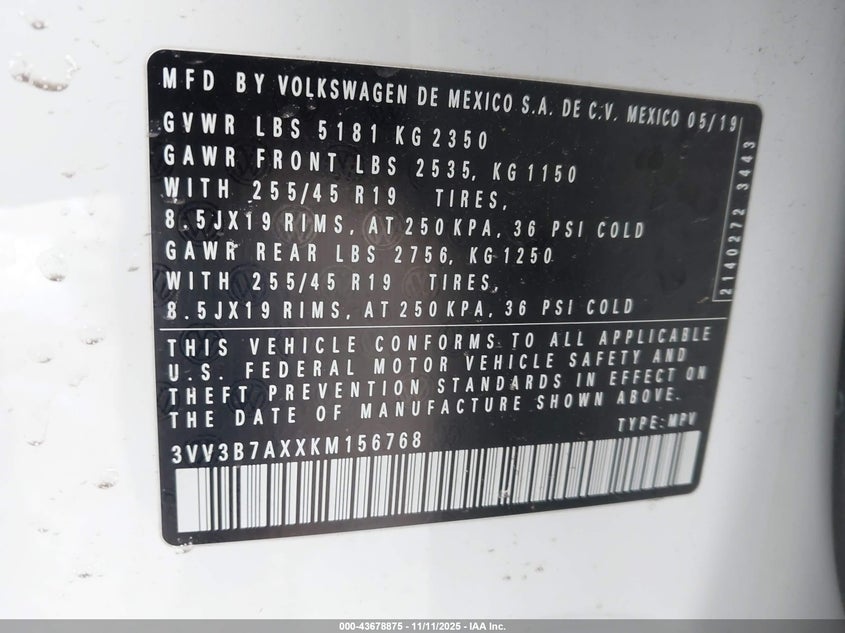 MFD BY VOLKSWAGEN DE MEXICO S.A. DE C.V. MEXICO 05/19
GVWR LBS 5181 KG 2350
GAWR FRONT LBS 2535, KG 1150
WITH 255/45 R19 TIRES,
8.5JX19 RIMS, AT 250 KPA, 36 PSI COLD
GAWR REAR LBS 2756, KG 1250
WITH 255/45 R19 TIRES,
8.5JX19 RIMS, AT 250 KPA, 36 PSI COLD
2140272 3443
THIS VEHICLE CONFORMS TO ALL APPLICABLE
U.S. FEDERAL MOTOR VEHICLE SAFETY AND
THEFT PREVENTION STANDARDS IN EFFECT ON
THE DATE OF MANUFACTURE SHOWN ABOVE.
3VV3B7AXXKM156768 TYPE: MPV
000-43678875 - 11/11/2025 - IAA Inc.